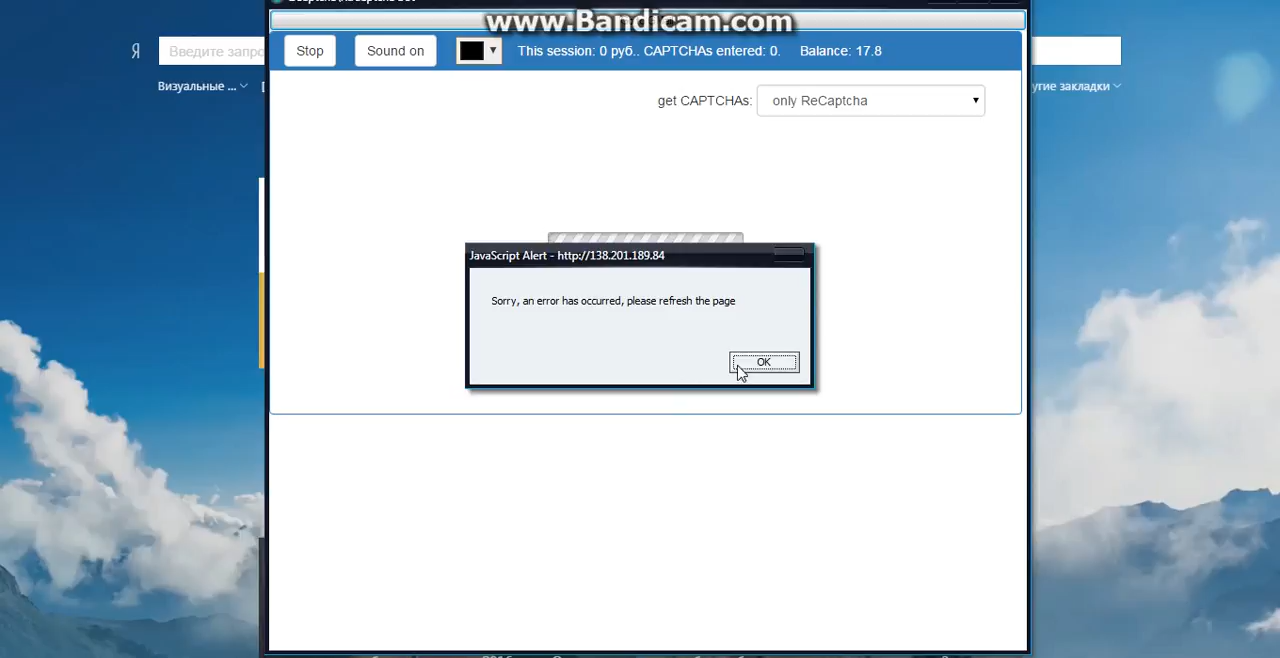 www.Bandicam.com
Я
Введите запро
Stop
Sound on
This session: 0 руб.. CAPTCHAs entered: 0.
Balance: 17.8
Визуальные ...
ругие закладки
get CAPTCHAs:
only ReCaptcha
JavaScript Alert - http://138.201.189.84
Sorry, an error has occurred, please refresh the page
OK